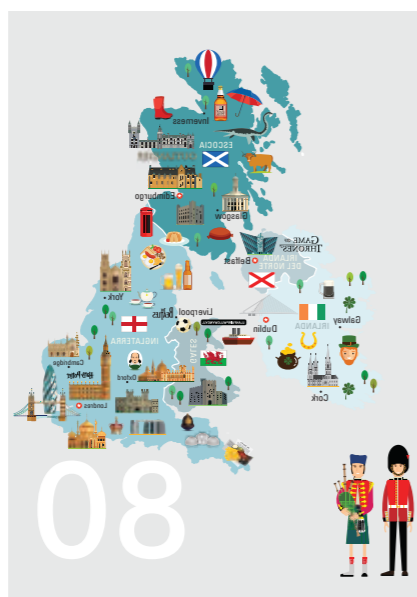 Inverness
ESCOCIA
Edimburgo
Glasgow
GAME OF
THRONES
Belfast
IRLANDA
DEL NORTE
York
Liverpool
Dublin
Galway
IRLANDA
INGLATERRA
GALES
Cambridge
Oxford
Londres
Cork
08